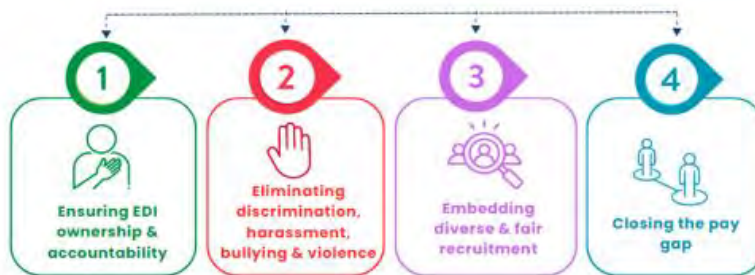 1
Ensuring EDI
ownership &
accountability
2
Eliminating
discrimination,
harassment,
bullying & violence
3
Embedding
diverse & fair
recruitment
4
Closing the pay
gap